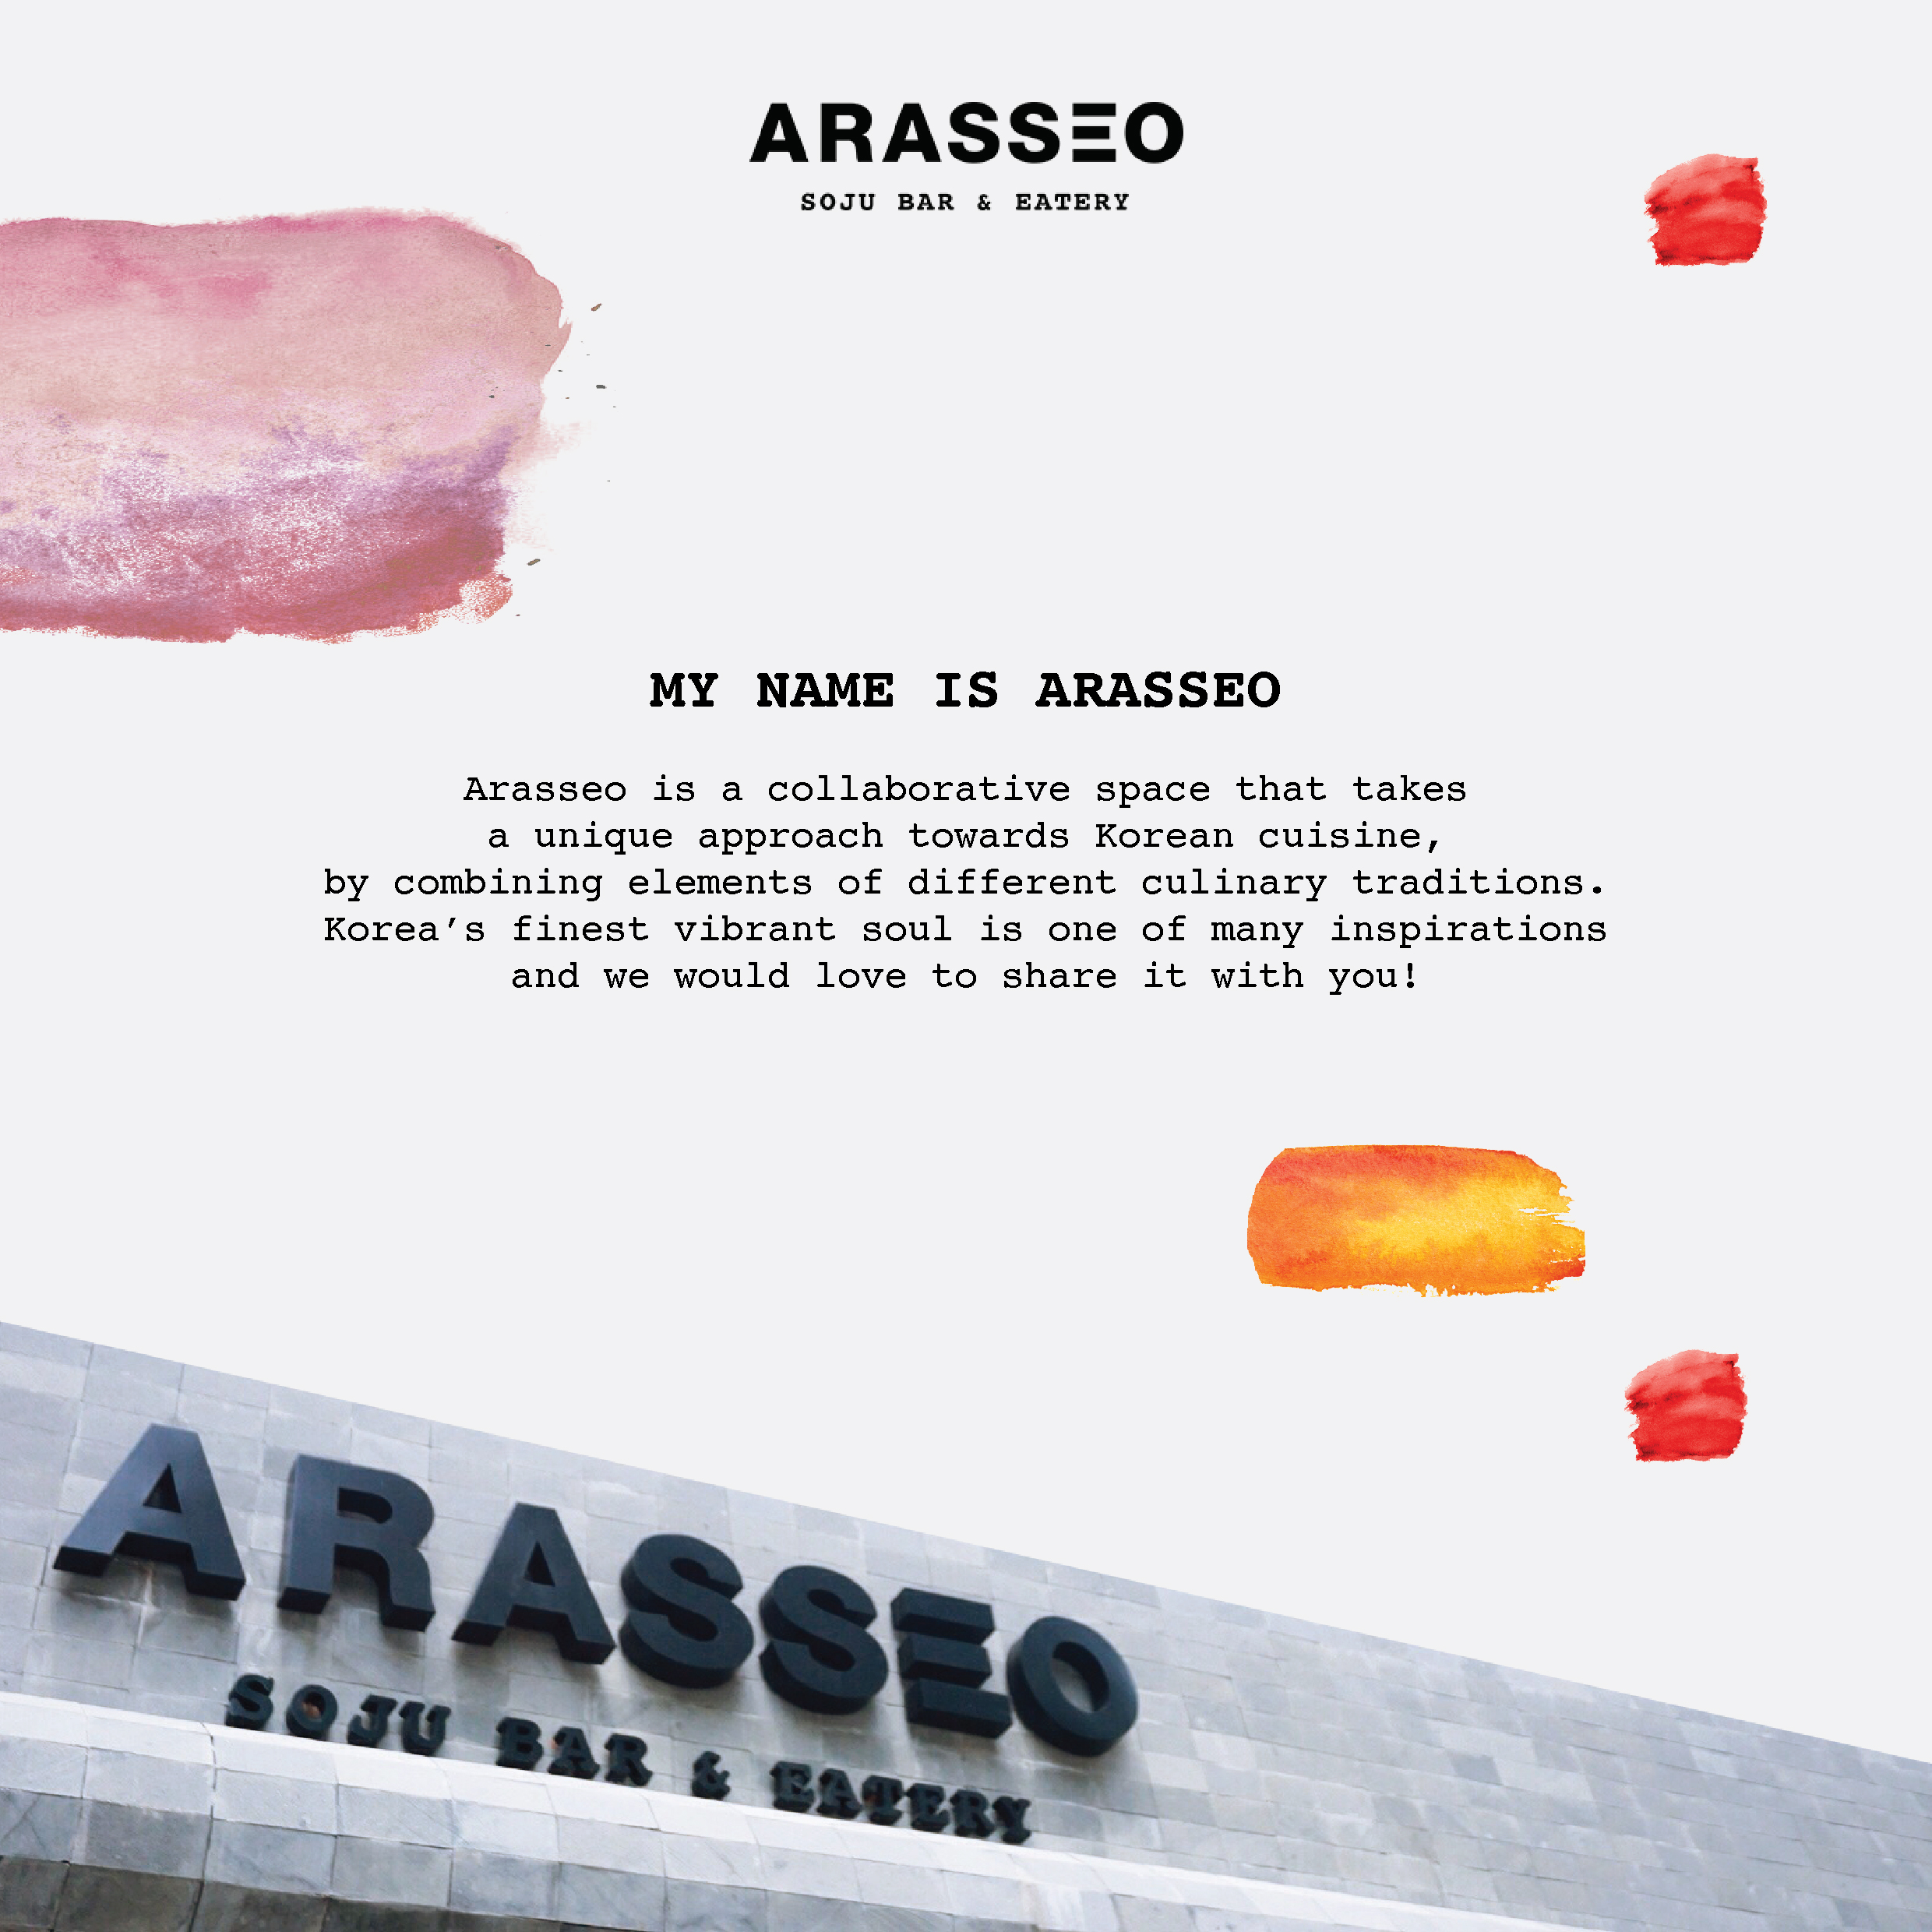 ARASSEO
SOJU BAR & EATERY
MY NAME IS ARASSEO
Arasseo is a collaborative space that takes
a unique approach towards Korean cuisine,
by combining elements of different culinary traditions.
Korea’s finest vibrant soul is one of many inspirations
and we would love to share it with you!
ARASSEO
SOJU BAR & EATERY